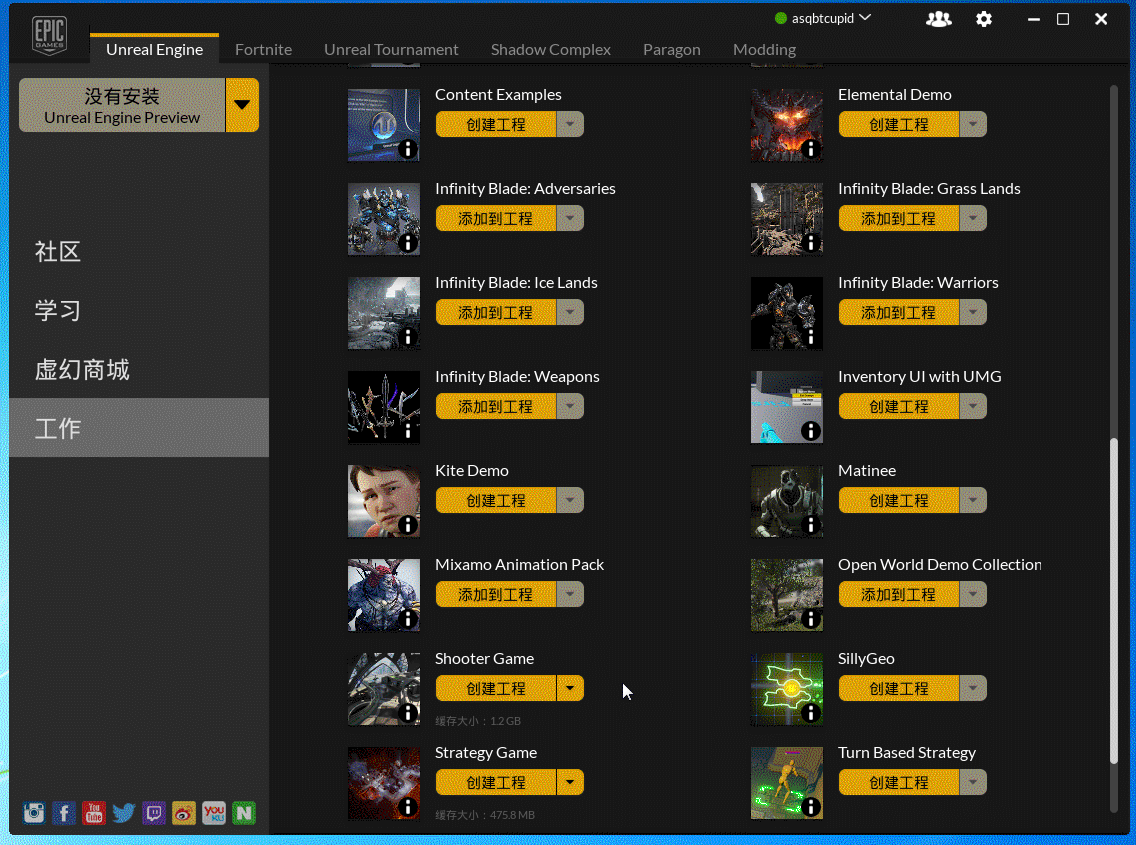 EPIC
GAMES
asqbtcupid
Unreal Engine
Fortnite
Unreal Tournament
Shadow Complex
Paragon
Modding
没有安装
Unreal Engine Preview
社区
学习
虚幻商城
工作
Content Examples
创建工程
Elemental Demo
创建工程
Infinity Blade: Adversaries
添加到工程
Infinity Blade: Grass Lands
添加到工程
Infinity Blade: Ice Lands
添加到工程
Infinity Blade: Warriors
添加到工程
Infinity Blade: Weapons
添加到工程
Inventory UI with UMG
创建工程
Kite Demo
创建工程
Matinee
创建工程
Mixamo Animation Pack
添加到工程
Open World Demo Collection
添加到工程
Shooter Game
创建工程
缓存大小：1.2 GB
SillyGeo
创建工程
Strategy Game
创建工程
缓存大小：475.8 MB
Turn Based Strategy
创建工程
You
Tube
YOU
KU